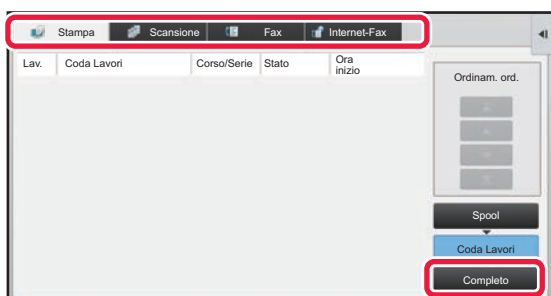 Stampa Scansione Fax Internet-Fax
Lav. Coda Lavori Corso/Serie Stato Ora inizio
Ordinam. ord.
Spool
Coda Lavori
Completo